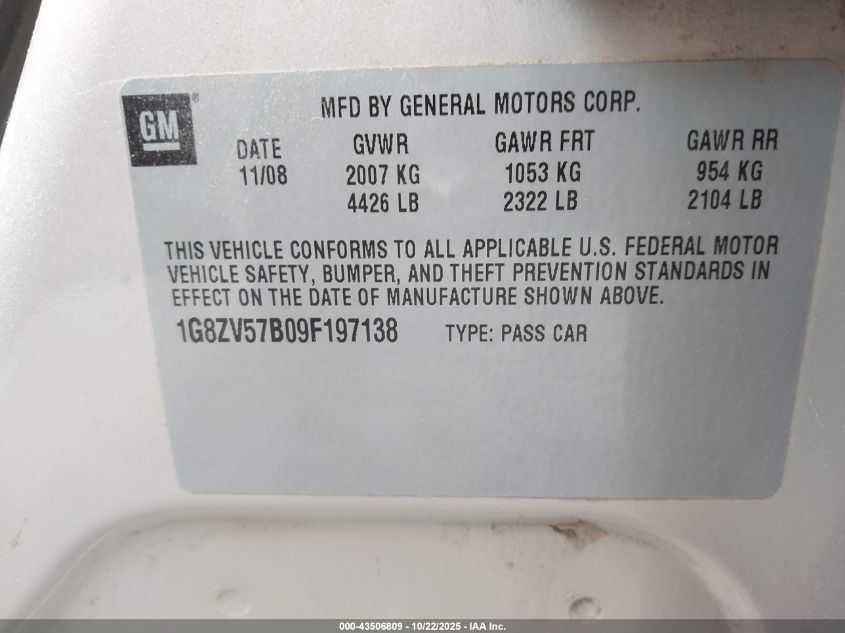 GM®
MFD BY GENERAL MOTORS CORP.
DATE GVWR GAWR FRT GAWR RR
11/08 2007 KG 1053 KG 954 KG
4426 LB 2322 LB 2104 LB
THIS VEHICLE CONFORMS TO ALL APPLICABLE U.S. FEDERAL MOTOR
VEHICLE SAFETY, BUMPER, AND THEFT PREVENTION STANDARDS IN
EFFECT ON THE DATE OF MANUFACTURE SHOWN ABOVE.
1G8ZV57B09F197138 TYPE: PASS CAR
000-43506809 - 10/22/2025 - IAA Inc.